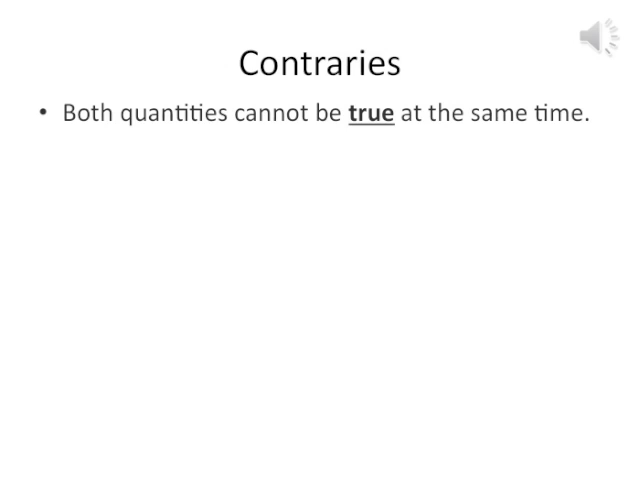 Contraries
• Both quantities cannot be true at the same time.